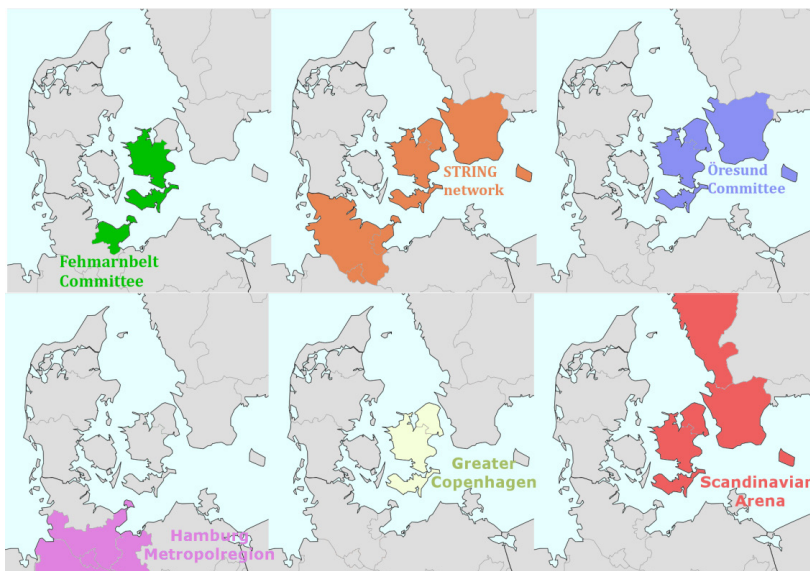 Fehmarnbelt
Committee
STRING
network
Öresund
Committee
Hamburg
Metropolregion
Greater
Copenhagen
Scandinavian
Arena